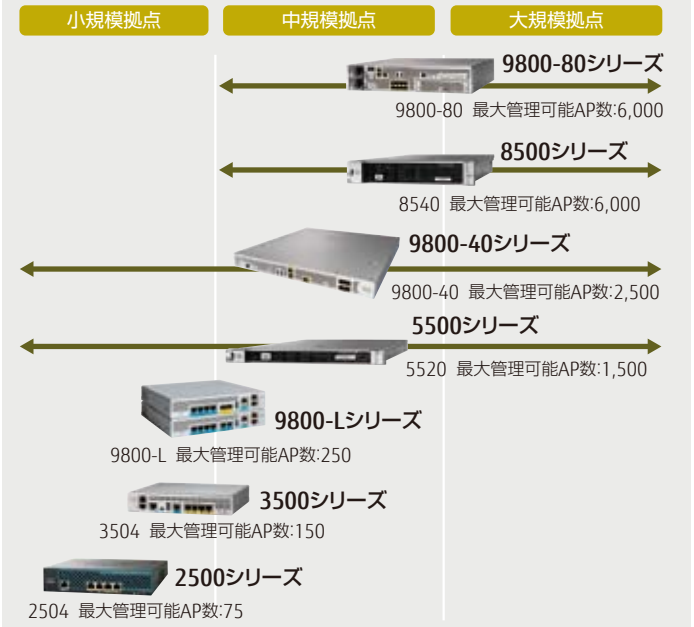 小規模拠点
中規模拠点
大規模拠点
9800-80シリーズ
9800-80 最大管理可能AP数:6,000
8500シリーズ
8540 最大管理可能AP数:6,000
9800-40シリーズ
9800-40 最大管理可能AP数:2,500
5500シリーズ
5520 最大管理可能AP数:1,500
9800-Lシリーズ
9800-L 最大管理可能AP数:250
3500シリーズ
3504 最大管理可能AP数:150
2500シリーズ
2504 最大管理可能AP数:75